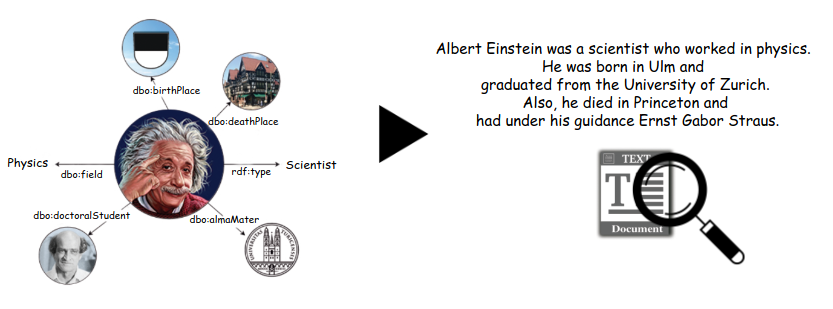 dbo:birthPlace
dbo:deathPlace
Physics
dbo:field
rdf:type
Scientist
dbo:doctoralStudent
dbo:almaMater
UNIVERSITAS TURICENSIS
Albert Einstein was a scientist who worked in physics.
He was born in Ulm and
graduated from the University of Zurich.
Also, he died in Princeton and
had under his guidance Ernst Gabor Straus.
TEXT
T
Document